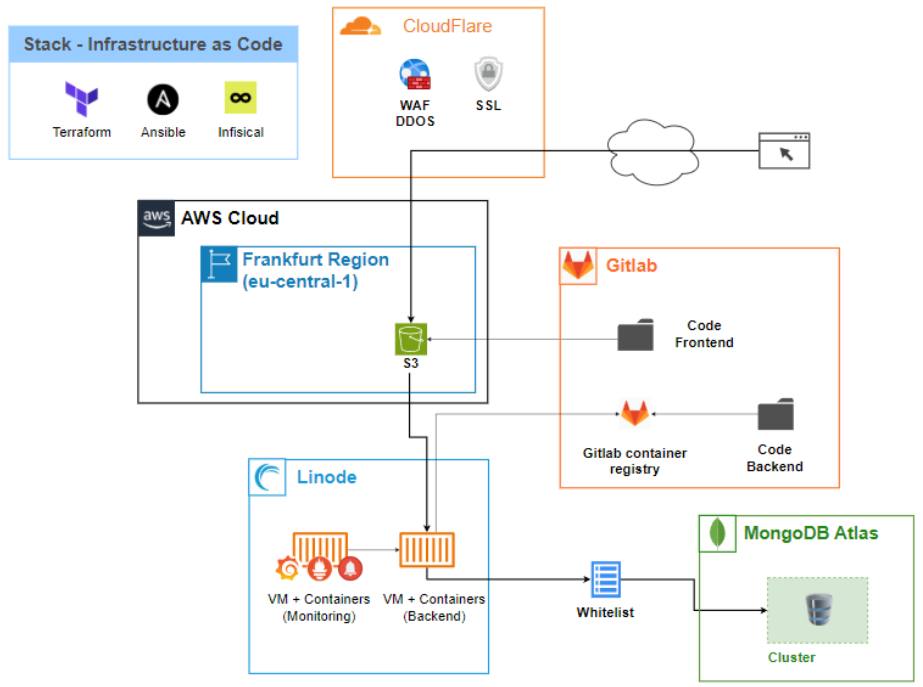 Stack - Infrastructure as Code
Terraform
Ansible
Infisical
CloudFlare
WAF
DDOS
SSL
aws
AWS Cloud
Frankfurt Region
(eu-central-1)
S3
Gitlab
Code
Frontend
Gitlab container
registry
Code
Backend
Linode
VM + Containers
(Monitoring)
VM + Containers
(Backend)
Whitelist
MongoDB Atlas
Cluster